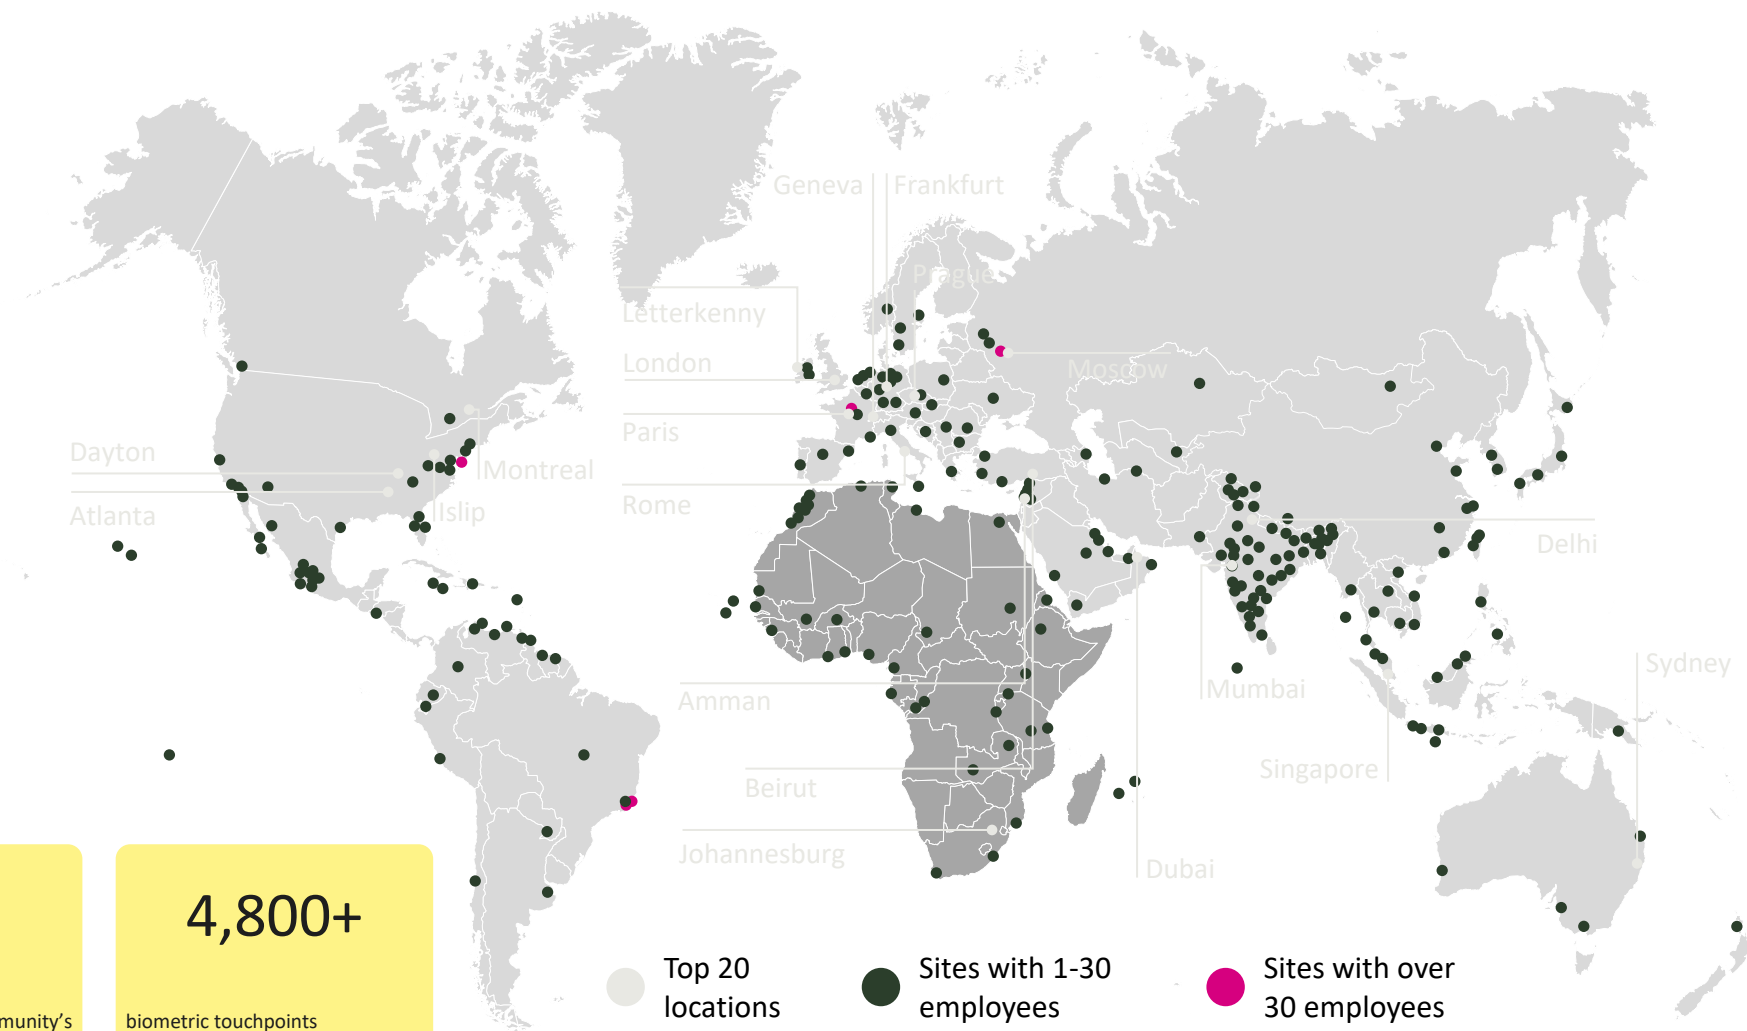 Geneva
Frankfurt
Prague
Letterkenny
London
Moscow
Paris
Dayton
Montreal
Rome
Atlanta
Islip
Delhi
Amman
Mumbai
Sydney
Singapore
Beirut
Johannesburg
Dubai
4,800+
munity's
biometric touchpoints
Top 20
locations
Sites with 1-30
employees
Sites with over
30 employees